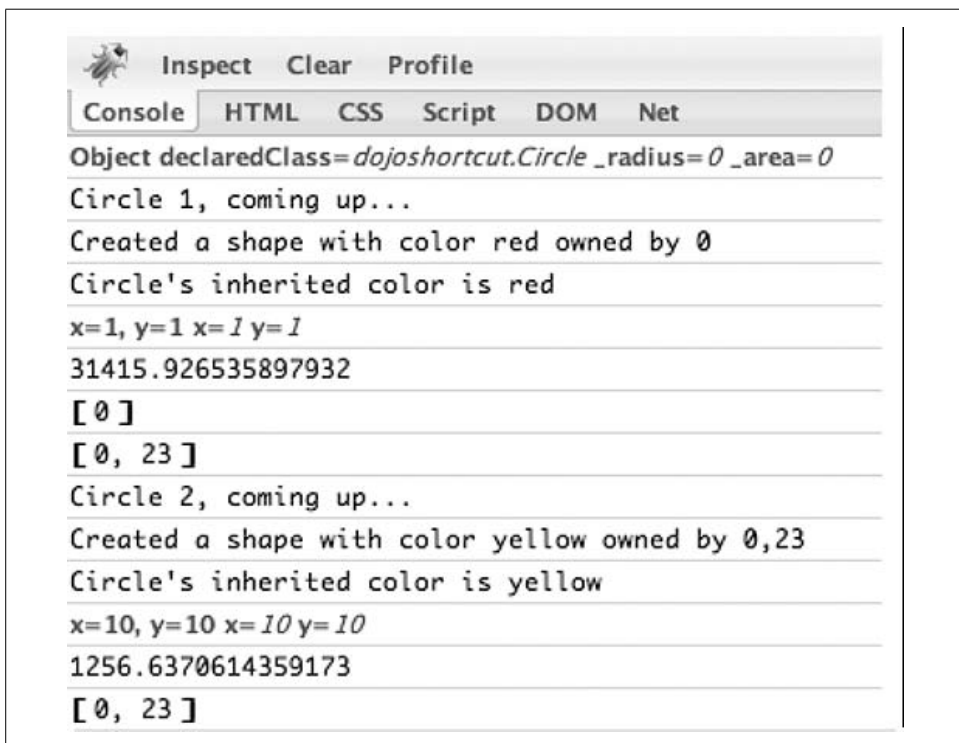 Inspect Clear Profile
Console HTML CSS Script DOM Net
Object declaredClass=dojoshortcut.Circle _radius=0 _area=0
Circle 1, coming up...
Created a shape with color red owned by 0
Circle's inherited color is red
x=1, y=1 x=1 y=1
31415.926535897932
[0]
[0, 23]
Circle 2, coming up...
Created a shape with color yellow owned by 0,23
Circle's inherited color is yellow
x=10, y=10 x=10 y=10
1256.6370614359173
[0, 23]